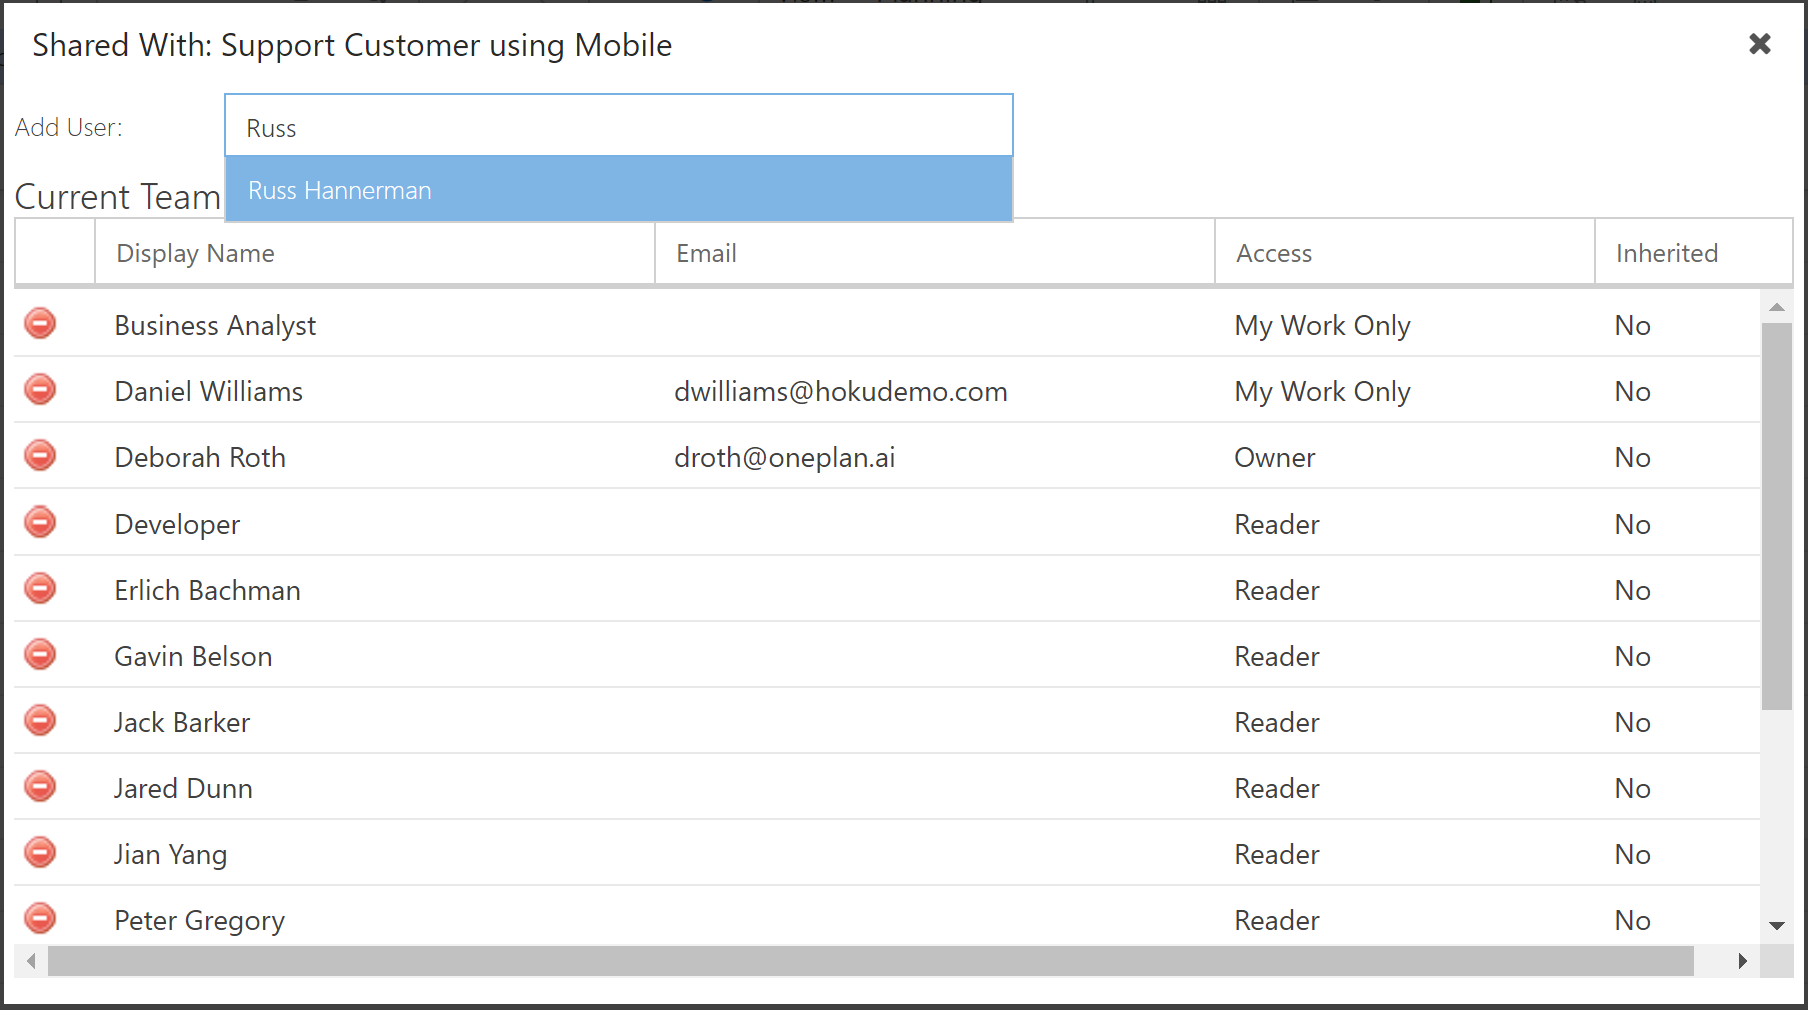 Shared With: Support Customer using Mobile
Add User: Russ
Russ Hannerman
Current Team
Display Name Email Access Inherited
Business Analyst My Work Only No
Daniel Williams dwilliams@hokudemo.com My Work Only No
Deborah Roth droth@oneplan.ai Owner No
Developer Reader No
Erlich Bachman Reader No
Gavin Belson Reader No
Jack Barker Reader No
Jared Dunn Reader No
Jian Yang Reader No
Peter Gregory Reader No